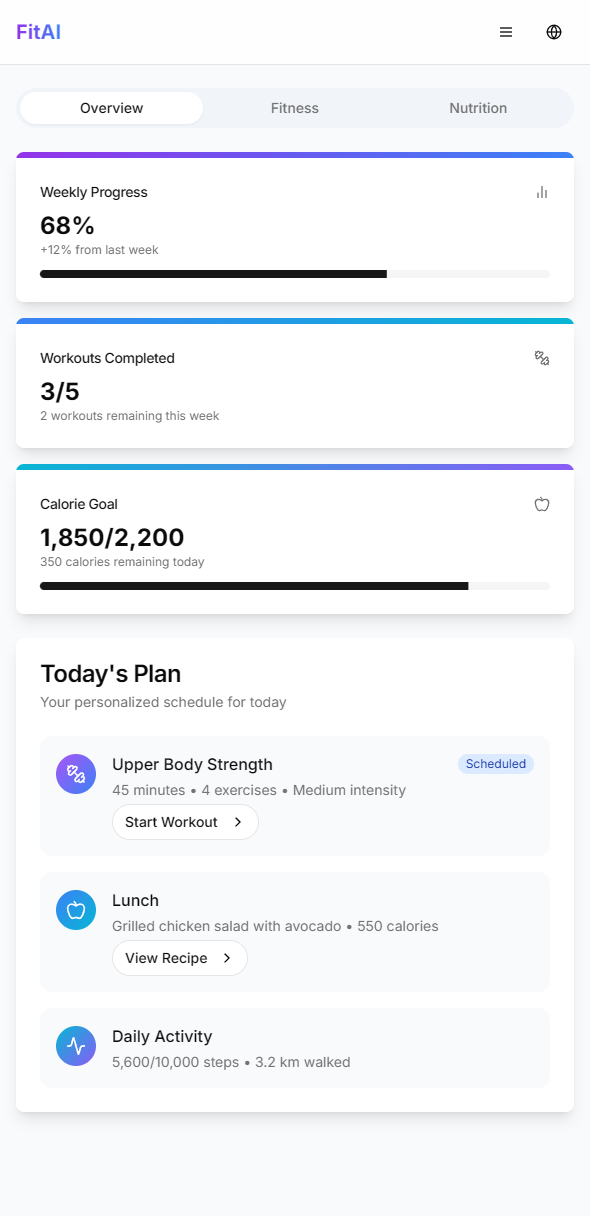 FitAI
Overview Fitness Nutrition
Weekly Progress
68%
+12% from last week
Workouts Completed
3/5
2 workouts remaining this week
Calorie Goal
1,850/2,200
350 calories remaining today
Today's Plan
Your personalized schedule for today
Upper Body Strength Scheduled
45 minutes • 4 exercises • Medium intensity
Start Workout
Lunch
Grilled chicken salad with avocado • 550 calories
View Recipe
Daily Activity
5,600/10,000 steps • 3.2 km walked